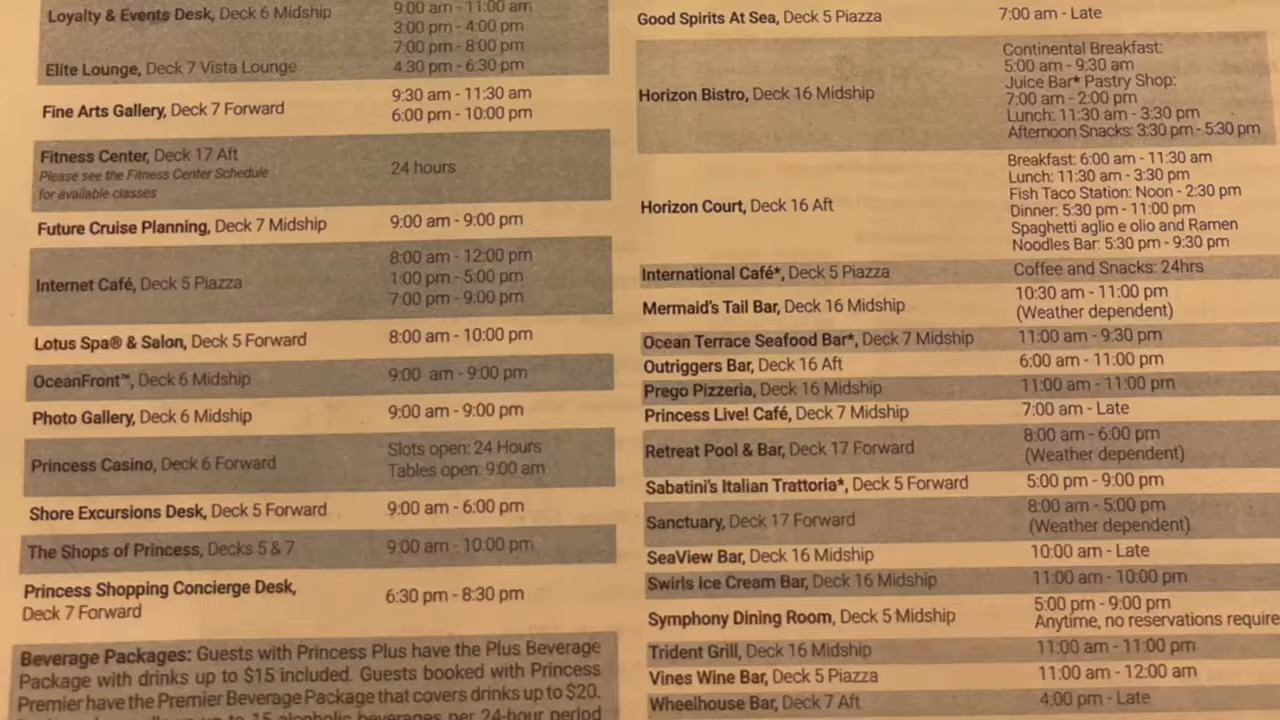 Loyalty & Events Desk, Deck 6 Midship
9:00 am - 11:00 am
3:00 pm - 4:00 pm
7:00 pm - 8:00 pm
Elite Lounge, Deck 7 Vista Lounge
4:30 pm - 6:30 pm
Fine Arts Gallery, Deck 7 Forward
9:30 am - 11:30 am
6:00 pm - 10:00 pm
Fitness Center, Deck 17 Aft
Please see the Fitness Center Schedule
for available classes
24 hours
Future Cruise Planning, Deck 7 Midship
9:00 am - 9:00 pm
Internet Café, Deck 5 Piazza
8:00 am - 12:00 pm
1:00 pm - 5:00 pm
7:00 pm - 9:00 pm
Lotus Spa® & Salon, Deck 5 Forward
8:00 am - 10:00 pm
OceanFront™, Deck 6 Midship
9:00 am - 9:00 pm
Photo Gallery, Deck 6 Midship
9:00 am - 9:00 pm
Princess Casino, Deck 6 Forward
Slots open: 24 Hours
Tables open: 9:00 am
Shore Excursions Desk, Deck 5 Forward
9:00 am - 6:00 pm
The Shops of Princess, Decks 5 & 7
9:00 am - 10:00 pm
Princess Shopping Concierge Desk,
Deck 7 Forward
6:30 pm - 8:30 pm
Beverage Packages: Guests with Princess Plus have the Plus Beverage
Package with drinks up to $15 included. Guests booked with Princess
Premier have the Premier Beverage Package that covers drinks up to $20.
up to 15 alcoholic beverages per 24-hour period
Good Spirits At Sea, Deck 5 Piazza
7:00 am - Late
Horizon Bistro, Deck 16 Midship
Continental Breakfast:
5:00 am - 9:30 am
Juice Bar* Pastry Shop:
7:00 am - 2:00 pm
Lunch: 11:30 am - 3:30 pm
Afternoon Snacks: 3:30 pm - 5:30 pm
Horizon Court, Deck 16 Aft
Breakfast: 6:00 am - 11:30 am
Lunch: 11:30 am - 3:30 pm
Fish Taco Station: Noon - 2:30 pm
Dinner: 5:30 pm - 11:00 pm
Spaghetti aglio e olio and Ramen
Noodles Bar: 5:30 pm - 9:30 pm
International Café*, Deck 5 Piazza
Coffee and Snacks: 24hrs
Mermaid's Tail Bar, Deck 16 Midship
10:30 am - 11:00 pm
(Weather dependent)
Ocean Terrace Seafood Bar*, Deck 7 Midship
11:00 am - 9:30 pm
Outriggers Bar, Deck 16 Aft
6:00 am - 11:00 pm
Prego Pizzeria, Deck 16 Midship
11:00 am - 11:00 pm
Princess Live! Café, Deck 7 Midship
7:00 am - Late
Retreat Pool & Bar, Deck 17 Forward
8:00 am - 6:00 pm
(Weather dependent)
Sabatini's Italian Trattoria*, Deck 5 Forward
5:00 pm - 9:00 pm
Sanctuary, Deck 17 Forward
8:00 am - 5:00 pm
(Weather dependent)
SeaView Bar, Deck 16 Midship
10:00 am - Late
Swirls Ice Cream Bar, Deck 16 Midship
11:00 am - 10:00 pm
Symphony Dining Room, Deck 5 Midship
5:00 pm - 9:00 pm
Anytime, no reservations require
Trident Grill, Deck 16 Midship
11:00 am - 11:00 pm
Vines Wine Bar, Deck 5 Piazza
11:00 am - 12:00 am
Wheelhouse Bar, Deck 7 Aft
4:00 pm - Late